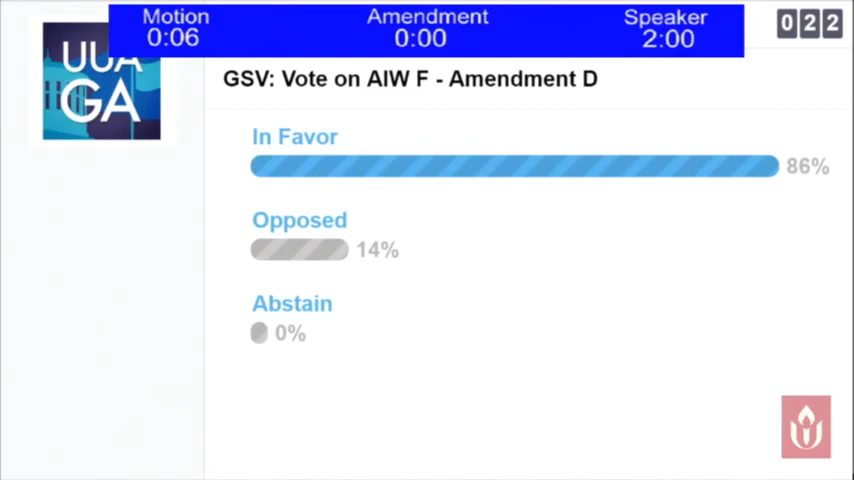 Motion Amendment Speaker
0:06 0:00 2:00
022
UUA
GA
GSV: Vote on AIW F - Amendment D
In Favor
86%
Opposed
14%
Abstain
0%